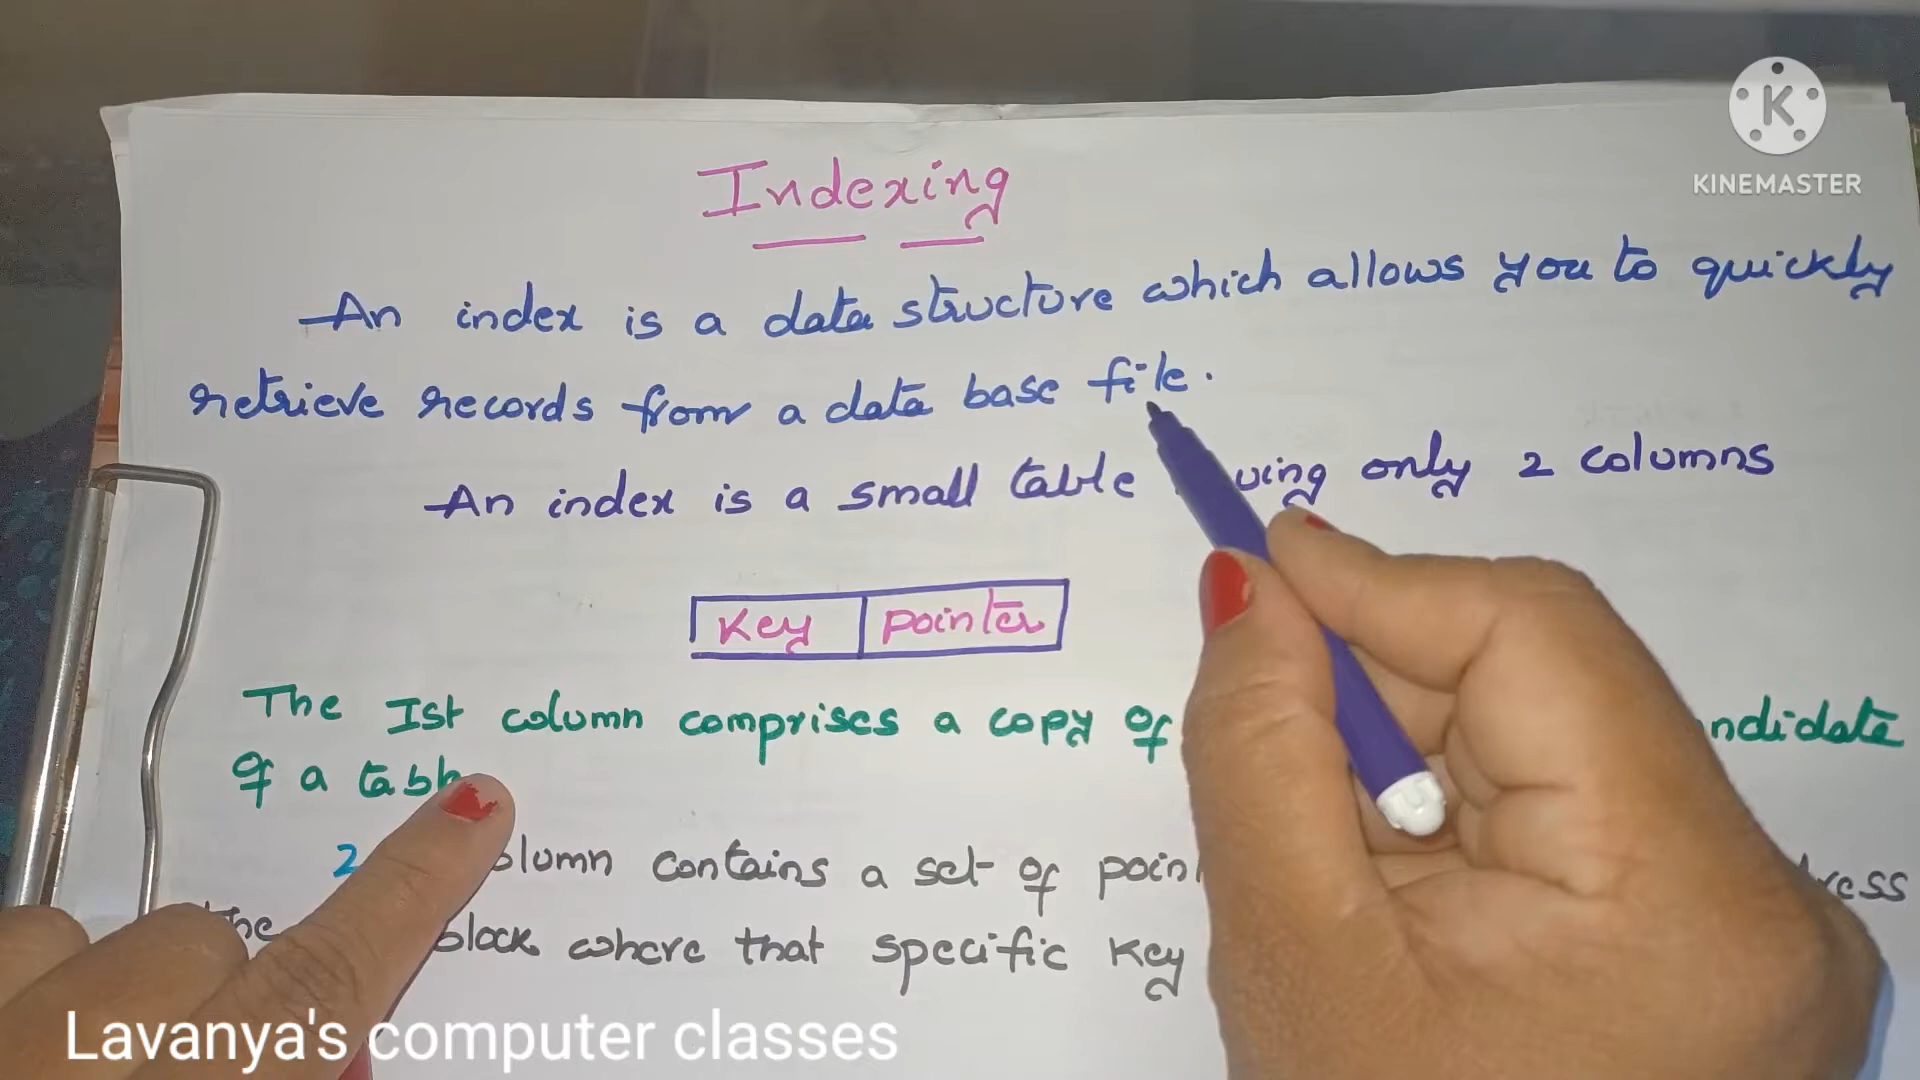 KINEMASTER
Indexing
An index is a data structure which allows you to quickly
retrieve records from a data base file.
An index is a small table only 2 columns
Key pointer
The Ist column comprises a copy of
of a
2 contains a set of
block where that specific key
Lavanya's computer classes